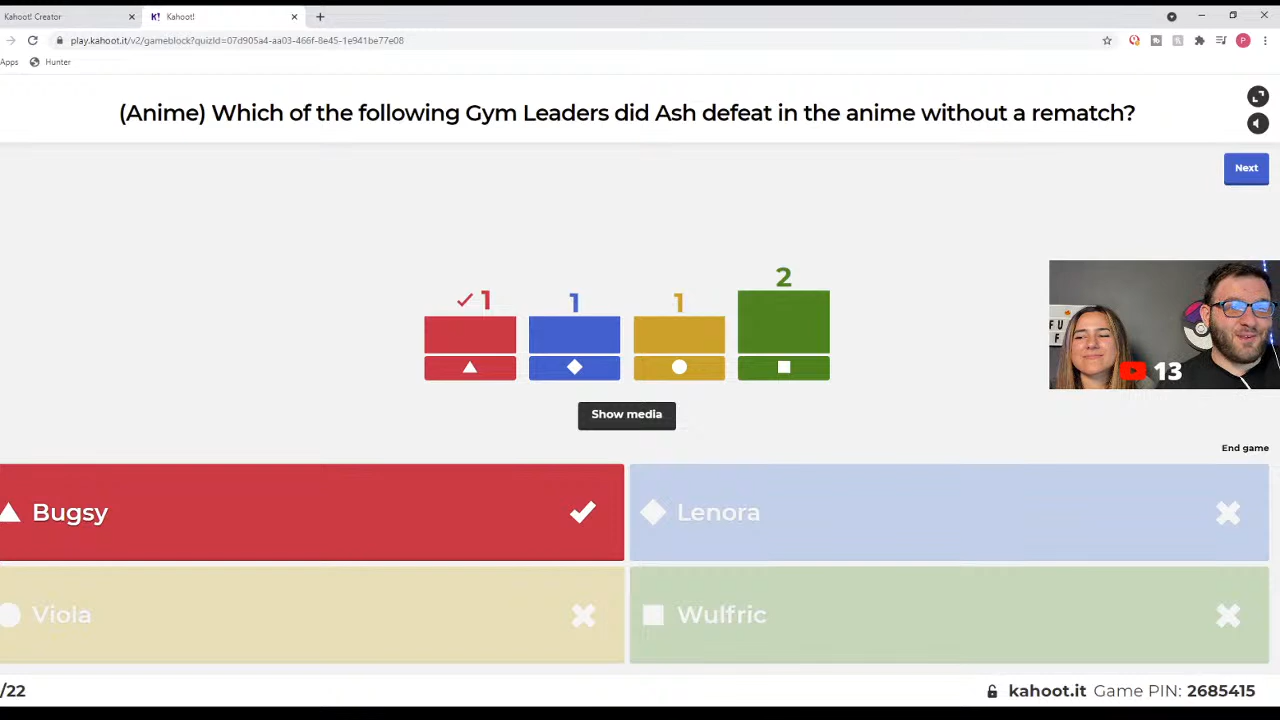 Kahoot! Creator
K! Kahoot!
play.kahoot.it/v2/gameblock?quizId=07d905a4-aa03-466f-8e45-1e941be77e08
P
Apps
Hunter
(Anime) Which of the following Gym Leaders did Ash defeat in the anime without a rematch?
Next
1
1
1
2
Show media
FU
F
13
End game
Bugsy
Lenora
Viola
Wulfric
/22
kahoot.it Game PIN: 2685415